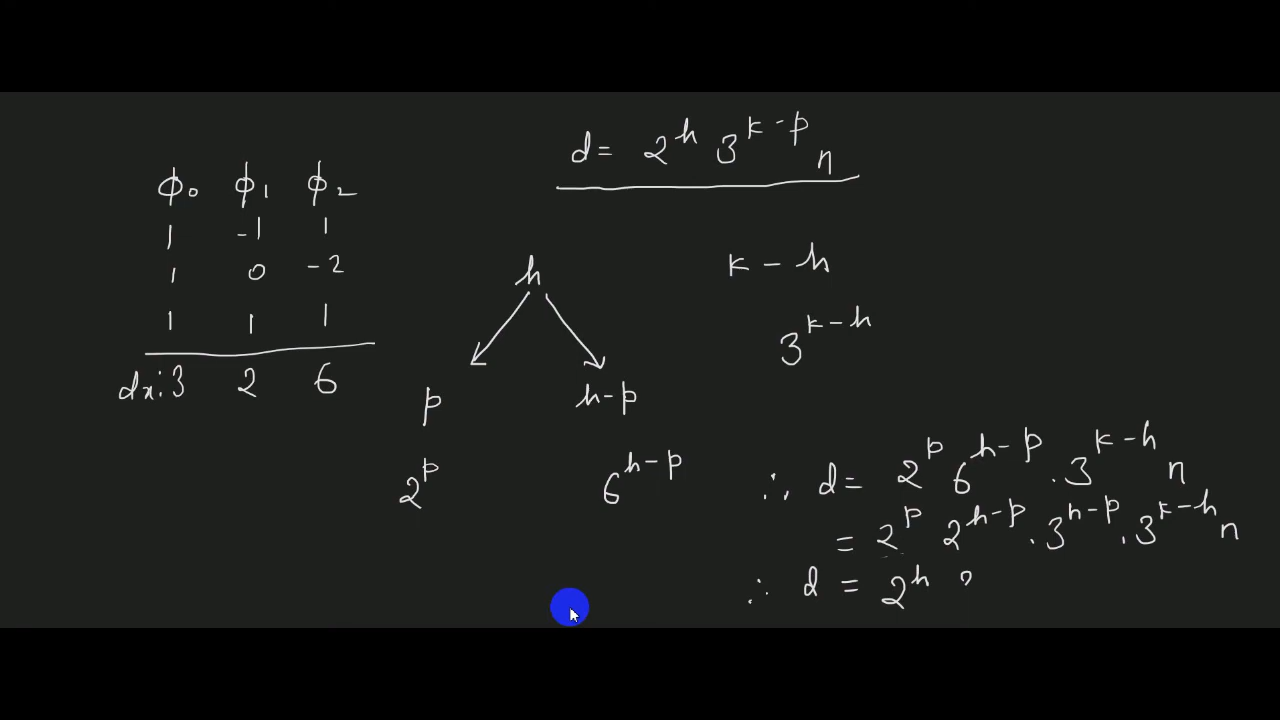 d = 2^h 3^{k-p} n
ϕ₀ ϕ₁ ϕ₂
1 -1 1
1 0 -2
1 1 1
dx: 3 2 6
h
p h-p
2^p 6^{h-p}
k - h
3^{k-h}
∴ d = 2^p 6^{h-p} . 3^{k-h} n
= 2^p 2^{h-p} . 3^{h-p} . 3^{k-h} n
∴ d = 2^h